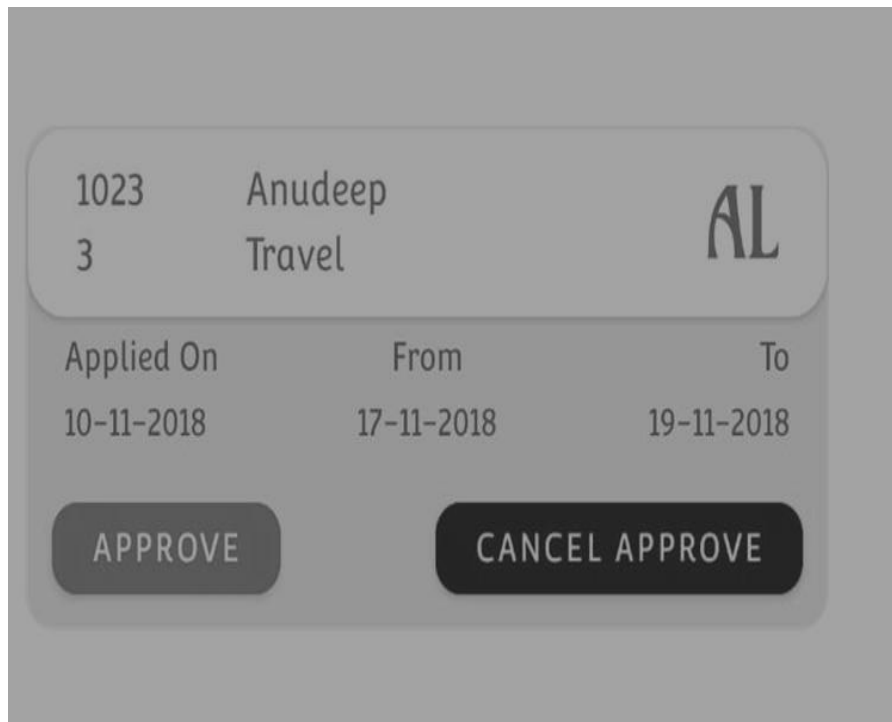 1023 Anudeep AL
3 Travel
Applied On From To
10-11-2018 17-11-2018 19-11-2018
APPROVE CANCEL APPROVE